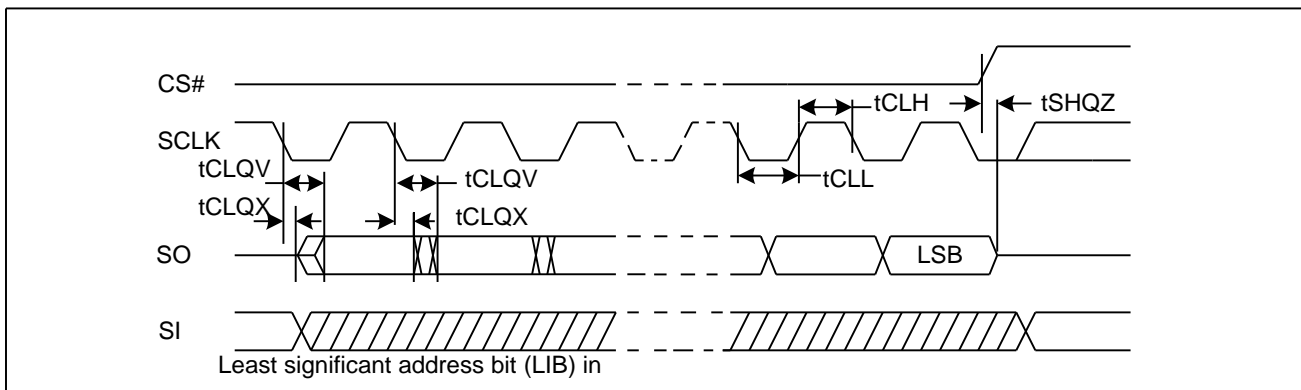 CS#
tCLH
tSHQZ
SCLK
tCLQV
tCLQV
tCLL
tCLQX
tCLQX
SO
LSB
SI
Least significant address bit (LIB) in